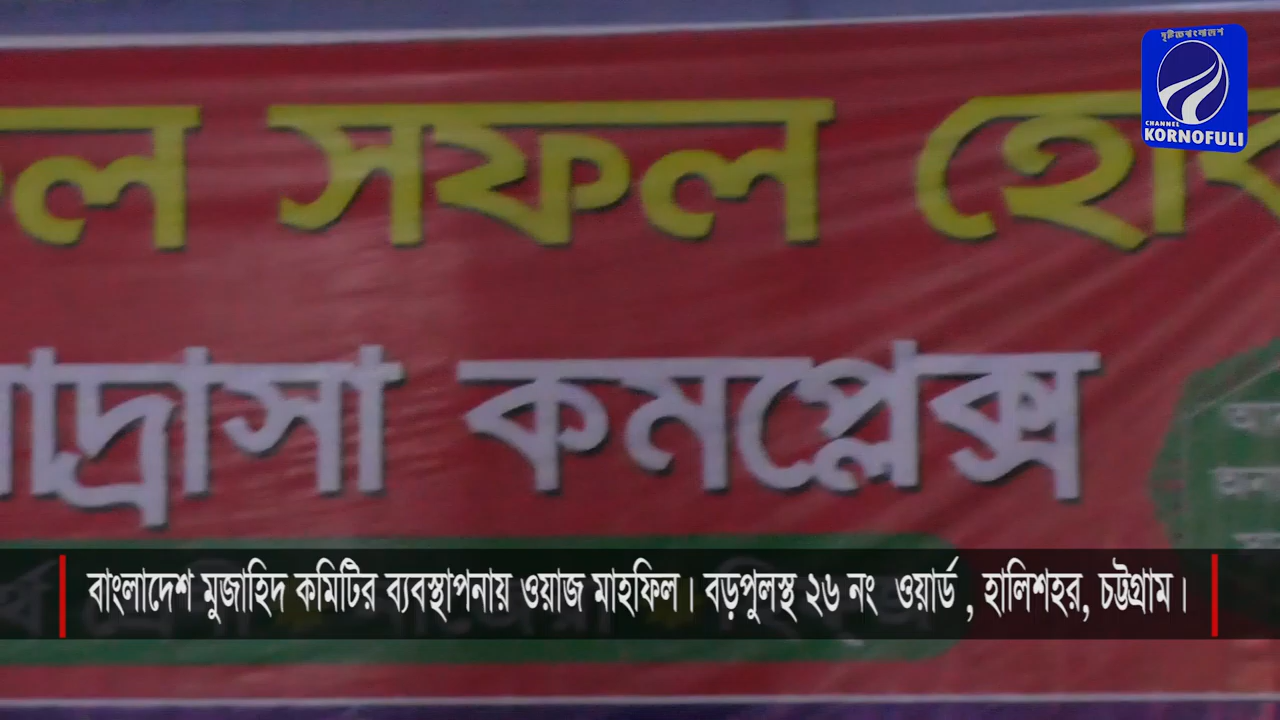 দৃষ্টিতে বাংলাদেশ
CHANNEL
KORNOFULI
সফল হোক
মাদ্রাসা কমপ্লেক্স
বাংলাদেশ মুজাহিদ কমিটির ব্যবস্থাপনায় ওয়াজ মাহফিল। বড়পুলস্থ ২৬ নং ওয়ার্ড , হালিশহর, চট্টগ্রাম।